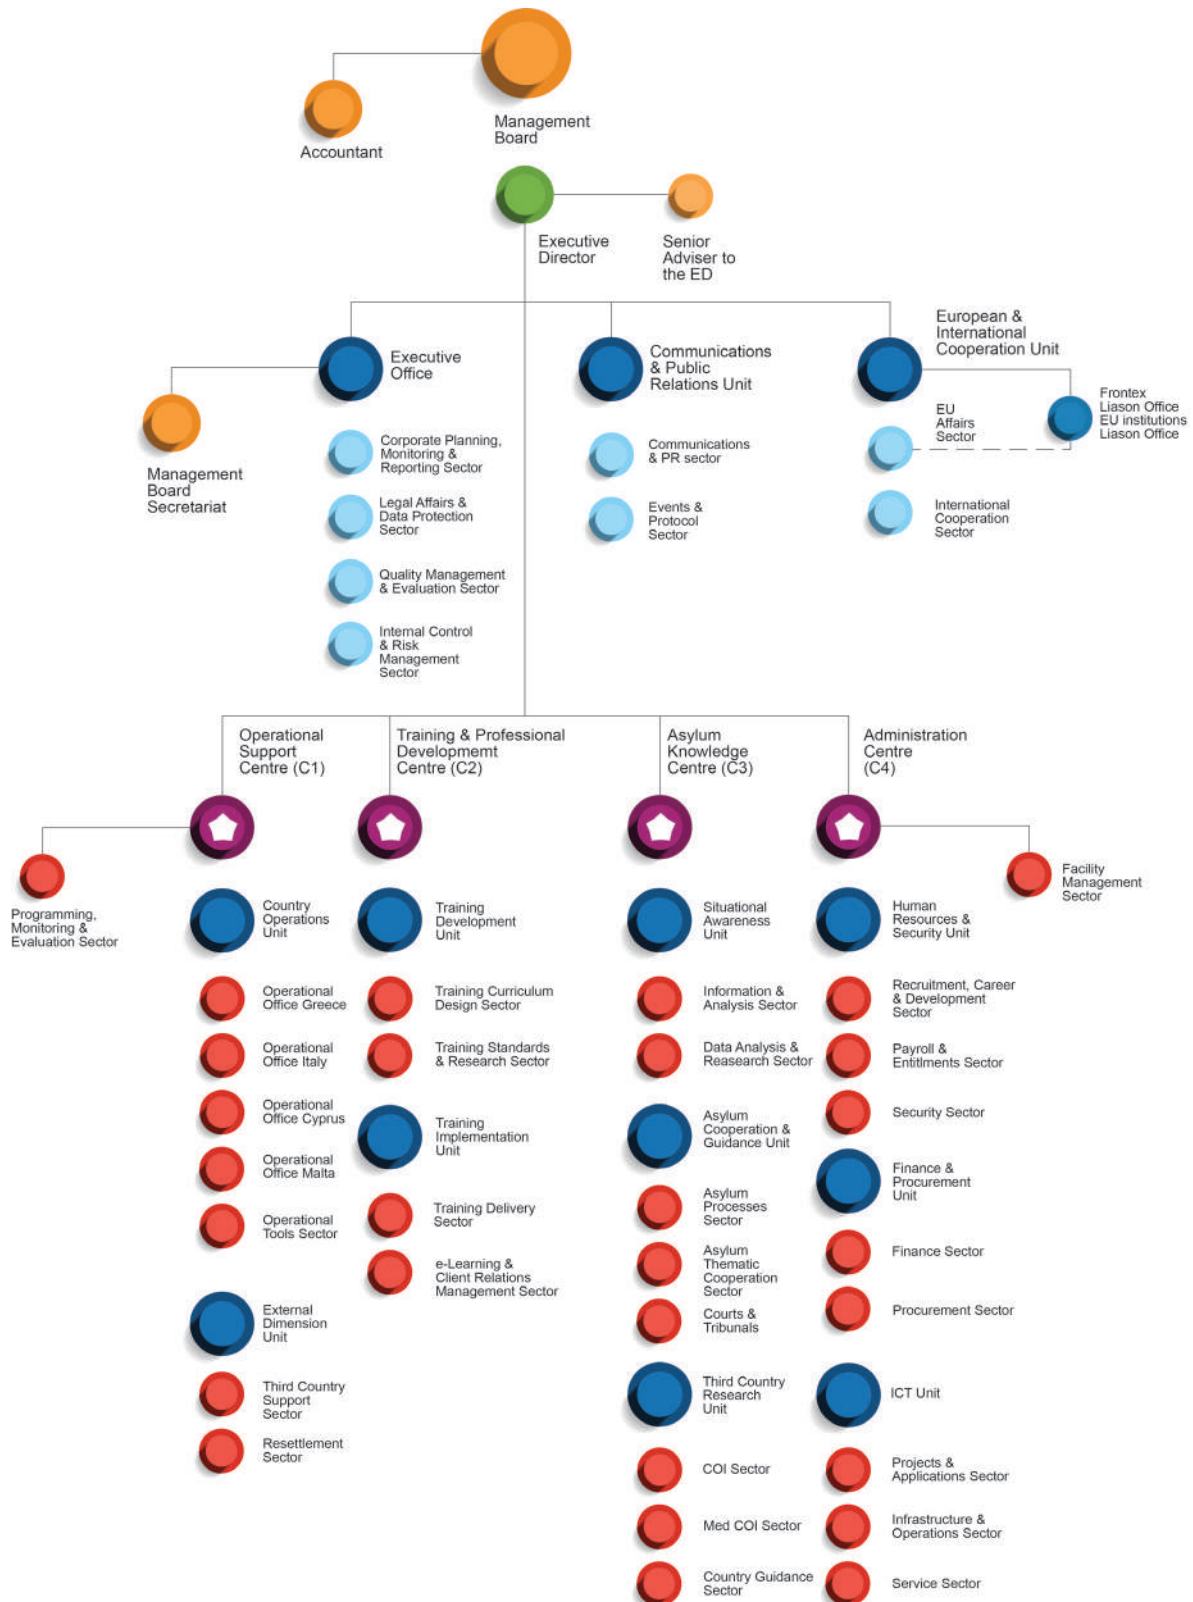 Management
Board
Accountant
Executive
Director
Senior
Adviser to
the ED
Executive
Office
Communications
& Public
Relations Unit
European &
International
Cooperation Unit
Management
Board
Secretariat
Corporate Planning,
Monitoring &
Reporting Sector
Legal Affairs &
Data Protection
Sector
Quality Management
& Evaluation Sector
Internal Control
& Risk
Management
Sector
Communications
& PR sector
Events &
Protocol
Sector
EU
Affairs
Sector
International
Cooperation
Sector
Frontex
Liason Office
EU institutions
Liason Office
Operational
Support
Centre (C1)
Training & Professional
Developemt
Centre (C2)
Asylum
Knowledge
Centre (C3)
Administration
Centre
(C4)
Programming,
Monitoring &
Evaluation Sector
Country
Operations
Unit
Operational
Office Greece
Operational
Office Italy
Operational
Office Cyprus
Operational
Office Malta
Operational
Tools Sector
External
Dimension
Unit
Third Country
Support
Sector
Resettlement
Sector
Training
Development
Unit
Training Curriculum
Design Sector
Training Standards
& Research Sector
Training
Implementation
Unit
Training Delivery
Sector
e-Learning &
Client Relations
Management Sector
Situational
Awareness
Unit
Information &
Analysis Sector
Data Analysis &
Reasearch Sector
Asylum
Cooperation &
Guidance Unit
Asylum
Processes
Sector
Asylum
Thematic
Cooperation
Sector
Courts &
Tribunals
Third Country
Research
Unit
COI Sector
Med COI Sector
Country Guidance
Sector
Human
Resources &
Security Unit
Recruitment, Career
& Development
Sector
Payroll &
Entitlments Sector
Security Sector
Finance &
Procurement
Unit
Finance Sector
Procurement Sector
ICT Unit
Projects &
Applications Sector
Infrastructure &
Operations Sector
Service Sector
Facility
Management
Sector